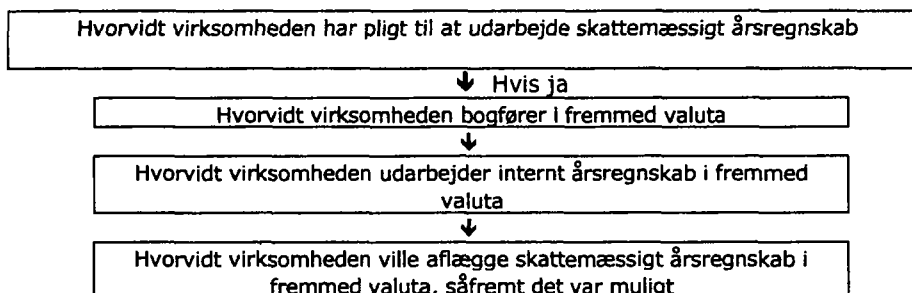 Hvorvidt virksomheden har pligt til at udarbejde skattemæssigt årsregnskab
Hvis ja
Hvorvidt virksomheden bogfører i fremmed valuta
Hvorvidt virksomheden udarbejder internt årsregnskab i fremmed
valuta
Hvorvidt virksomheden ville aflægge skattemæssigt årsregnskab i
fremmed valuta, såfremt det var muligt